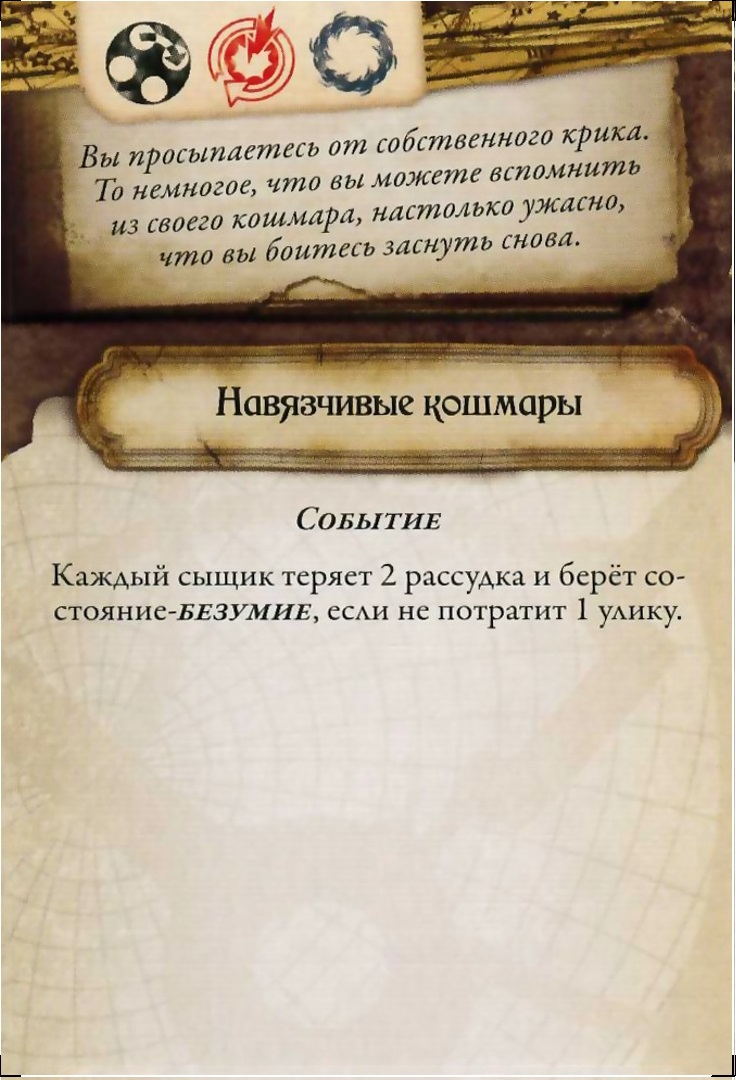 Вы просыпаетесь от собственного крика.
То немногое, что вы можете вспомнить
из своего кошмара, настолько ужасно,
что вы боитесь заснуть снова.
Навязчивые кошмары
Событие
Каждый сыщик теряет 2 рассудка и берёт со-
стояние-БЕЗУМИЕ, если не потратит 1 улику.